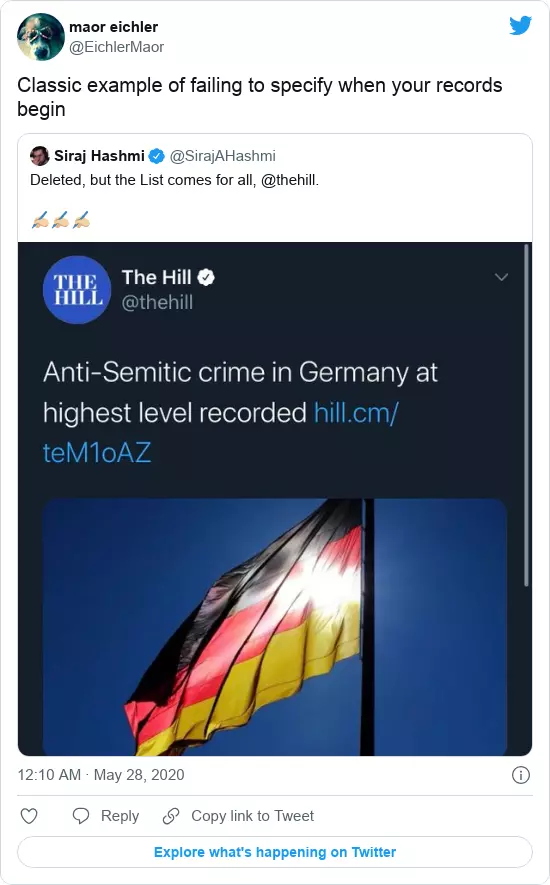 maor eichler
@EichlerMaor
Classic example of failing to specify when your records
begin
Siraj Hashmi @SirajAHashmi
Deleted, but the List comes for all, @thehill.
✍🏼✍🏼✍🏼
THE
HILL
The Hill
@thehill
Anti-Semitic crime in Germany at
highest level recorded hill.cm/
teM1oAZ
12:10 AM · May 28, 2020
Reply
Copy link to Tweet
Explore what's happening on Twitter